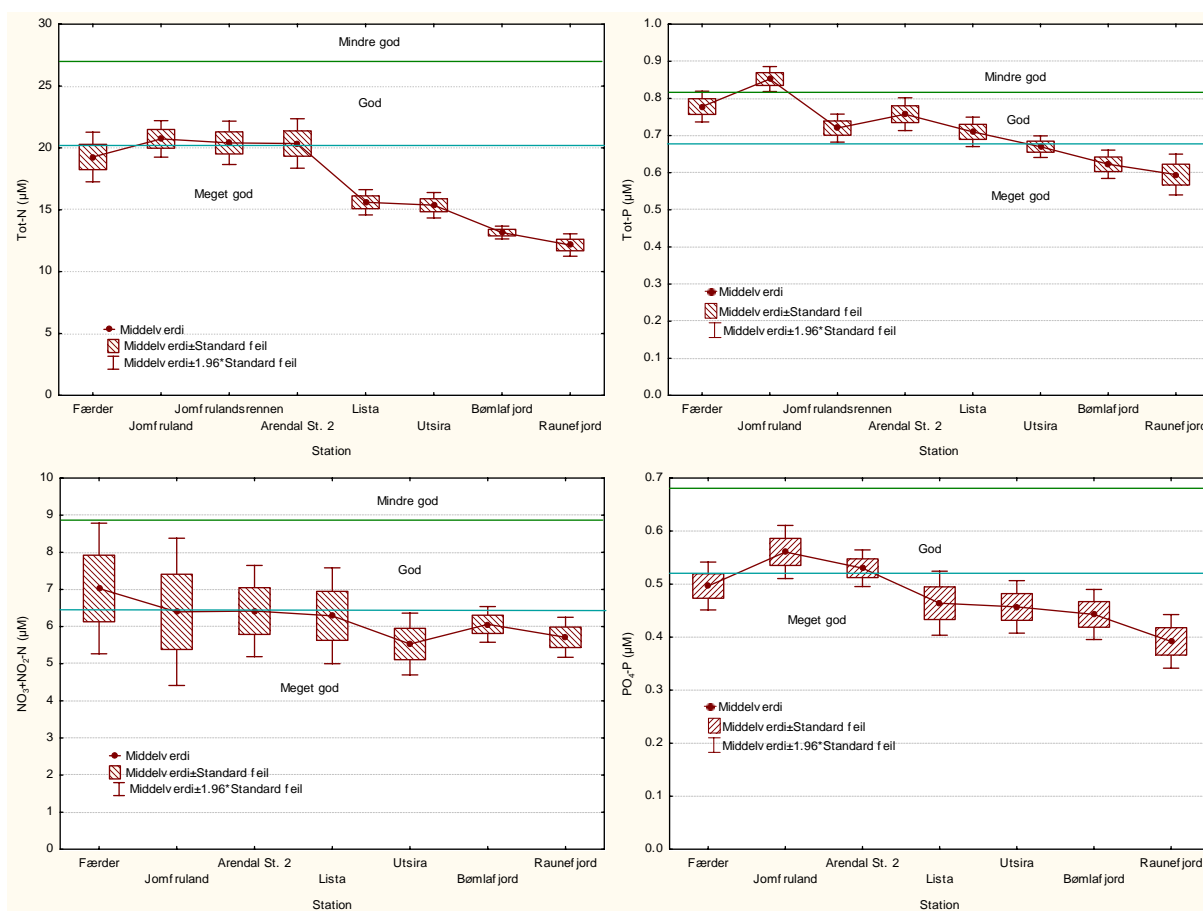 30
25
20
15
10
5
0
Tot-N (µM)
Mindre god
God
Meget god
Middelverdi
Middelverdi±Standard feil
Middelverdi±1.96*Standard feil
Færder
Jomfrulandsrennen
Lista
Bømlafjord
Jomfruland
Arendal St. 2
Utsira
Raunefjord
Station
1.0
0.9
0.8
0.7
0.6
0.5
0.4
0.3
0.2
0.1
0.0
Tot-P (µM)
Mindre god
God
Meget god
Middelverdi
Middelverdi±Standard feil
Middelverdi±1.96*Standard feil
Færder
Jomfrulandsrennen
Lista
Bømlafjord
Jomfruland
Arendal St. 2
Utsira
Raunefjord
Station
10
9
8
7
6
5
4
3
2
1
0
NO₃+NO₂-N (µM)
Mindre god
God
Meget god
Middelverdi
Middelverdi±Standard feil
Middelverdi±1.96*Standard feil
Færder
Arendal St. 2
Utsira
Raunefjord
Jomfruland
Lista
Bømlafjord
Station
0.7
0.6
0.5
0.4
0.3
0.2
0.1
0.0
PO₄-P (µM)
God
Meget god
Middelverdi
Middelverdi±Standard feil
Middelverdi±1.96*Standard feil
Færder
Arendal St. 2
Utsira
Raunefjord
Jomfruland
Lista
Bømlafjord
Station